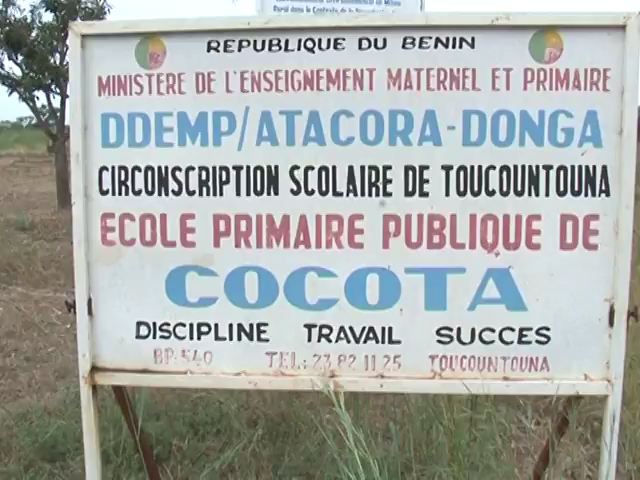 REPUBLIQUE DU BENIN
MINISTERE DE L'ENSEIGNEMENT MATERNEL ET PRIMAIRE
DDEMP/ATACORA-DONGA
CIRCONSCRIPTION SCOLAIRE DE TOUCOUNTOUNA
ECOLE PRIMAIRE PUBLIQUE DE
COCOTA
DISCIPLINE TRAVAIL SUCCES
BP: 540 TEL: 23 82 11 25 TOUCOUNTOUNA